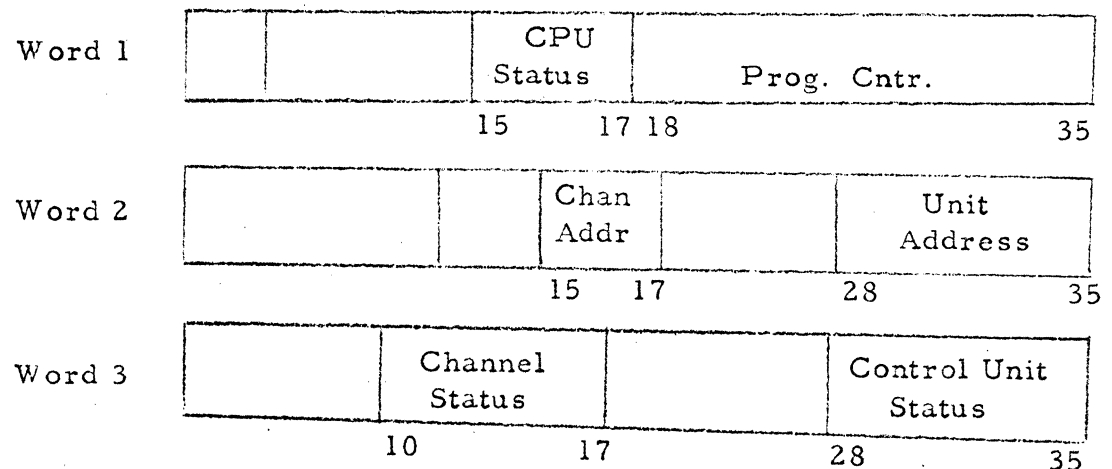 Word 1
CPU
Status
Prog. Cntr.
15 17 18 35
Word 2
Chan
Addr
Unit
Address
15 17 28 35
Word 3
Channel
Status
Control Unit
Status
10 17 28 35